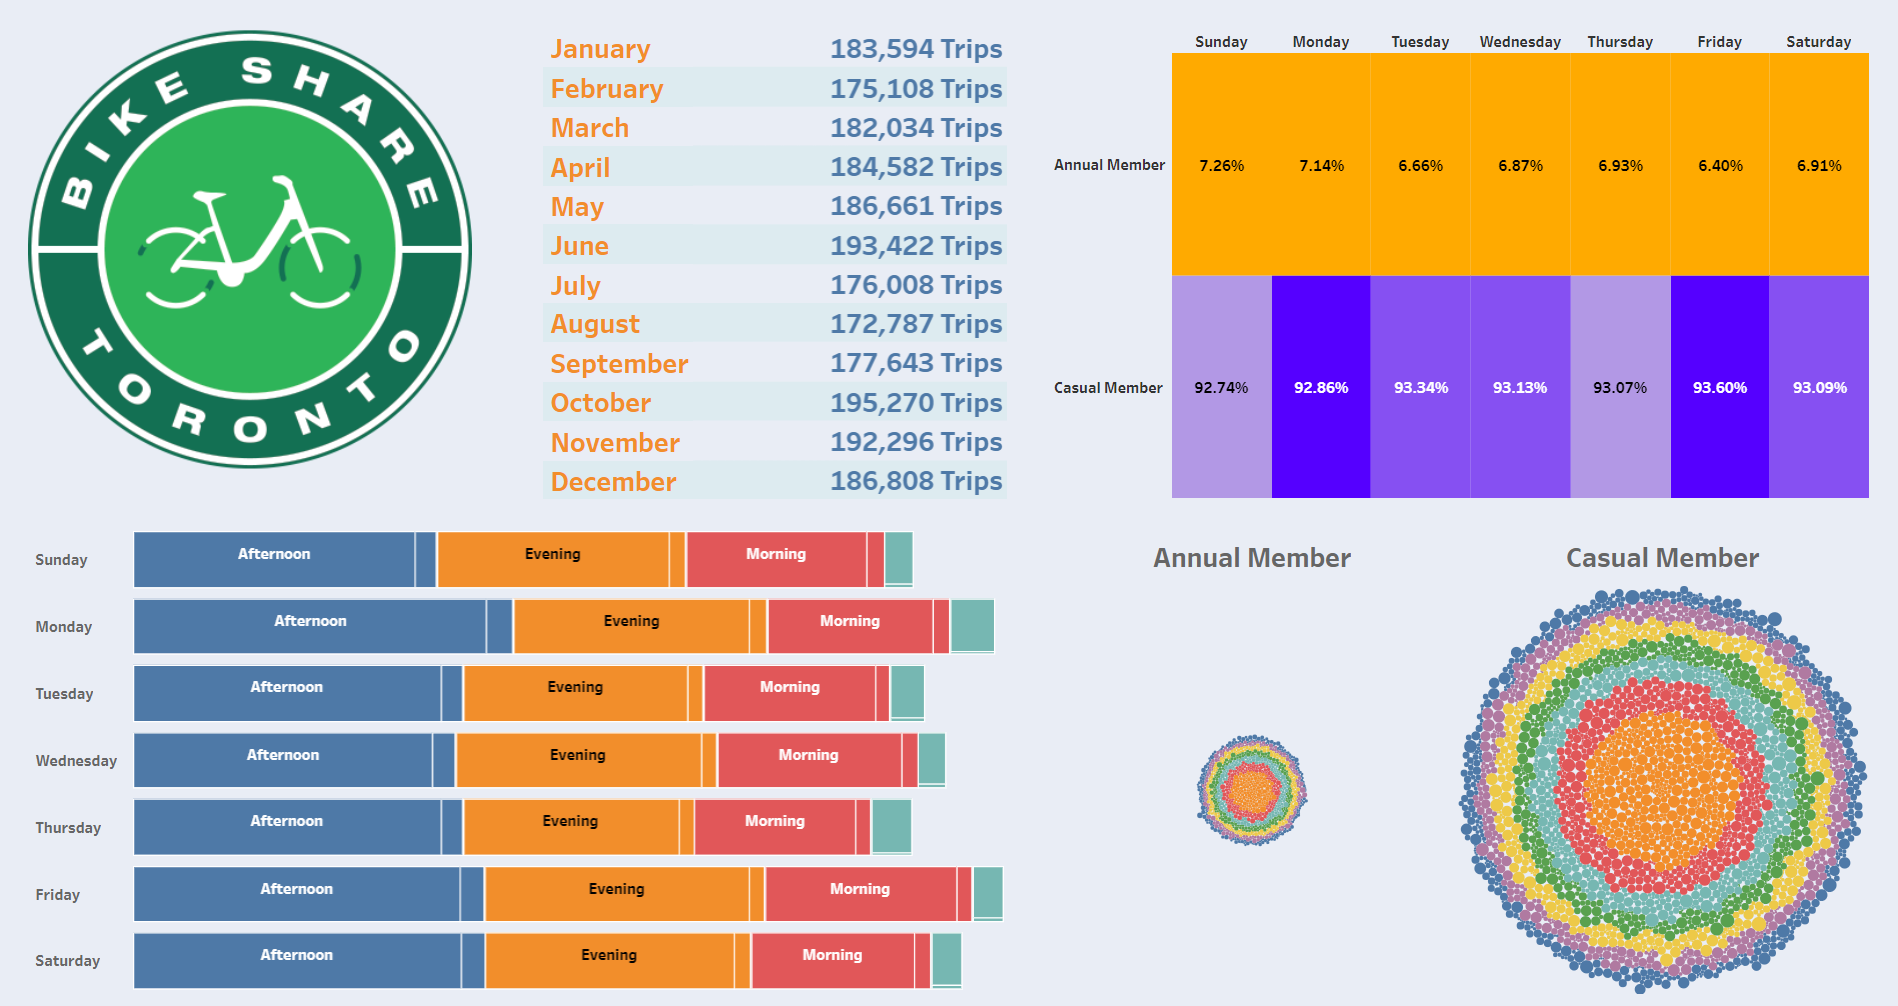 BIKE SHARE
TORONTO
January 183,594 Trips
February 175,108 Trips
March 182,034 Trips
April 184,582 Trips
May 186,661 Trips
June 193,422 Trips
July 176,008 Trips
August 172,787 Trips
September 177,643 Trips
October 195,270 Trips
November 192,296 Trips
December 186,808 Trips
Sunday Monday Tuesday Wednesday Thursday Friday Saturday
Annual Member 7.26% 7.14% 6.66% 6.87% 6.93% 6.40% 6.91%
Casual Member 92.74% 92.86% 93.34% 93.13% 93.07% 93.60% 93.09%
Sunday Afternoon Evening Morning
Monday Afternoon Evening Morning
Tuesday Afternoon Evening Morning
Wednesday Afternoon Evening Morning
Thursday Afternoon Evening Morning
Friday Afternoon Evening Morning
Saturday Afternoon Evening Morning
Annual Member Casual Member